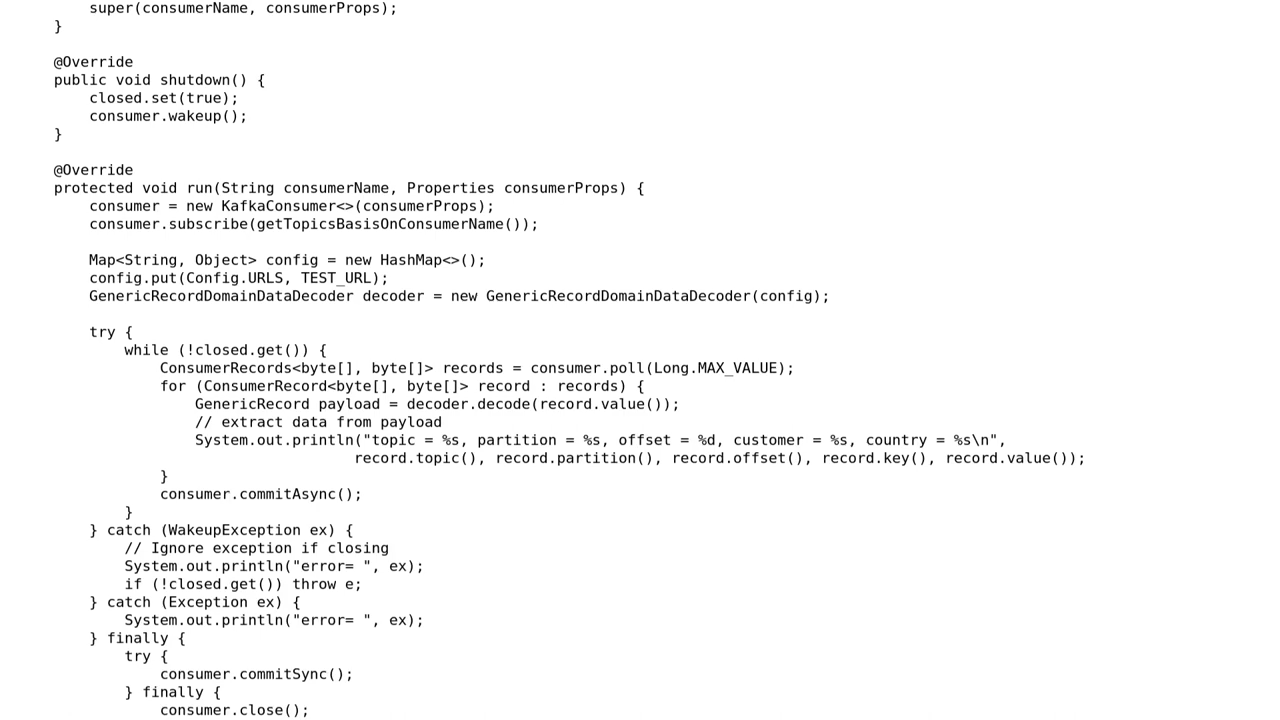 super(consumerName, consumerProps);
}
@Override
public void shutdown() {
closed.set(true);
consumer.wakeup();
}
@Override
protected void run(String consumerName, Properties consumerProps) {
consumer = new KafkaConsumer<>(consumerProps);
consumer.subscribe(getTopicsBasisOnConsumerName());
Map<String, Object> config = new HashMap<>();
config.put(Config.URLS, TEST_URL);
GenericRecordDomainDataDecoder decoder = new GenericRecordDomainDataDecoder(config);
try {
while (!closed.get()) {
ConsumerRecords<byte[], byte[]> records = consumer.poll(Long.MAX_VALUE);
for (ConsumerRecord<byte[], byte[]> record : records) {
GenericRecord payload = decoder.decode(record.value());
// extract data from payload
System.out.println("topic = %s, partition = %s, offset = %d, customer = %s, country = %s\n",
record.topic(), record.partition(), record.offset(), record.key(), record.value());
}
consumer.commitAsync();
}
} catch (WakeupException ex) {
// Ignore exception if closing
System.out.println("error= ", ex);
if (!closed.get()) throw e;
} catch (Exception ex) {
System.out.println("error= ", ex);
} finally {
try {
consumer.commitSync();
} finally {
consumer.close();